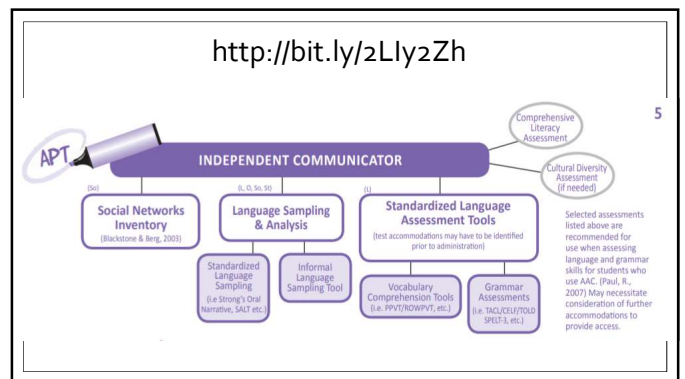 http://bit.ly/2LIy2Zh
5
APT
INDEPENDENT COMMUNICATOR
Comprehensive
Literacy
Assessment
Cultural Diversity
Assessment
(if needed)
(So)
Social Networks
Inventory
(Blackstone & Berg, 2003)
(L, O, So, St)
Language Sampling
& Analysis
Standardized
Language
Sampling
(i.e Strong's Oral
Narrative, SALT etc.)
Informal
Language
Sampling Tool
(L)
Standardized Language
Assessment Tools
(test accommodations may have to be identified
prior to administration)
Vocabulary
Comprehension Tools
(i.e. PPVT/ROWPVT, etc.)
Grammar
Assessments
(i.e. TACL/CELF/TOLD
SPELT-3, etc.)
Selected assessments
listed above are
recommended for
use when assessing
language and grammar
skills for students who
use AAC. (Paul, R.,
2007) May necessitate
consideration of further
accommodations to
provide access.